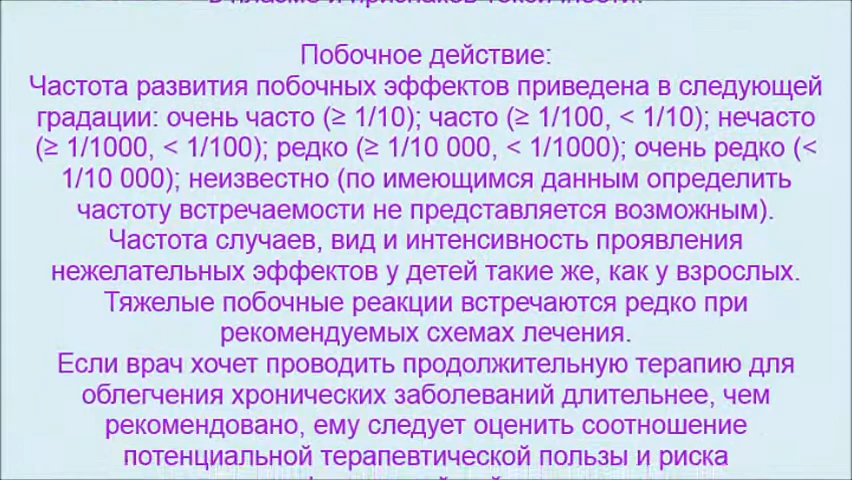 Побочное действие:
Частота развития побочных эффектов приведена в следующей
градации: очень часто (≥ 1/10); часто (≥ 1/100, < 1/10); нечасто
(≥ 1/1000, < 1/100); редко (≥ 1/10 000, < 1/1000); очень редко (<
1/10 000); неизвестно (по имеющимся данным определить
частоту встречаемости не представляется возможным).
Частота случаев, вид и интенсивность проявления
нежелательных эффектов у детей такие же, как у взрослых.
Тяжелые побочные реакции встречаются редко при
рекомендуемых схемах лечения.
Если врач хочет проводить продолжительную терапию для
облегчения хронических заболеваний длительнее, чем
рекомендовано, ему следует оценить соотношение
потенциальной терапевтической пользы и риска